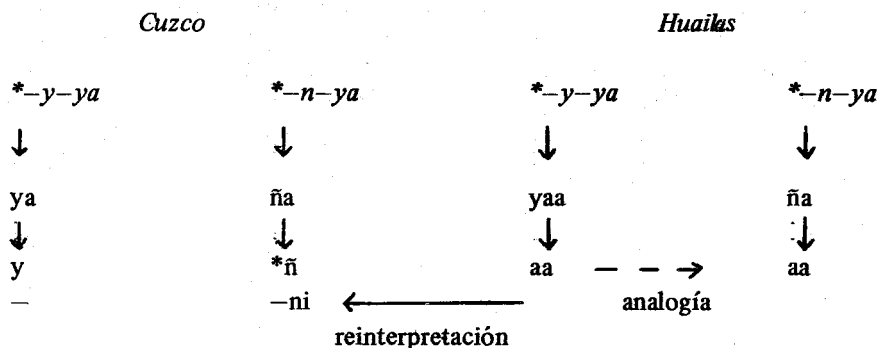 Cuzco Huailas
*–y–ya *–n–ya *–y–ya *–n–ya
↓ ↓ ↓ ↓
ya ña yaa ña
↓ ↓ ↓ ↓
y *ñ aa – – → aa
– –ni ← analogía
reinterpretación